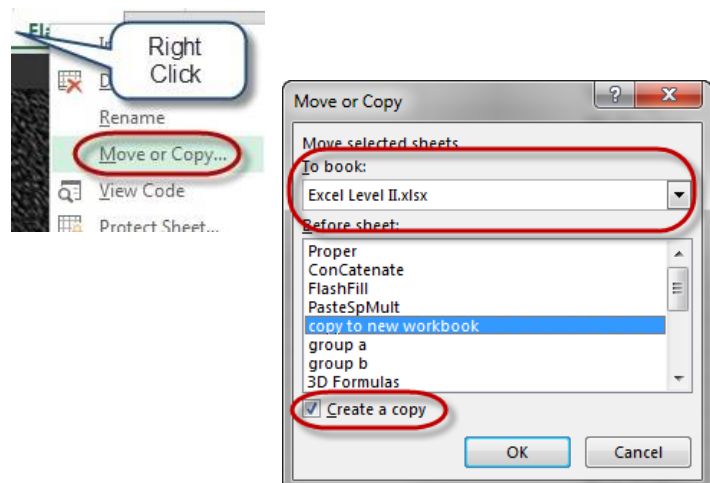 Right
Click
Rename
Move or Copy...
View Code
Protect Sheet...
Move or Copy
?
X
Move selected sheets
To book:
Excel Level II.xlsx
Before sheet:
Proper
ConCatenate
FlashFill
PasteSpMult
copy to new workbook
group a
group b
3D Formulas
Create a copy
OK
Cancel